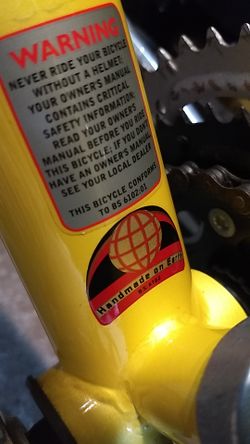 WARNING
NEVER RIDE YOUR BICYCLE
WITHOUT A HELMET:
YOUR OWNER'S MANUAL
CONTAINS CRITICAL
SAFETY INFORMATION:
READ YOUR OWNER'S
MANUAL BEFORE YOU RIDE
THIS BICYCLE: IF YOU DON'T
HAVE AN OWNER'S MANUAL
SEE YOUR LOCAL DEALER
THIS BICYCLE CONFORMS
TO BS 6102:01
Handmade on Earth